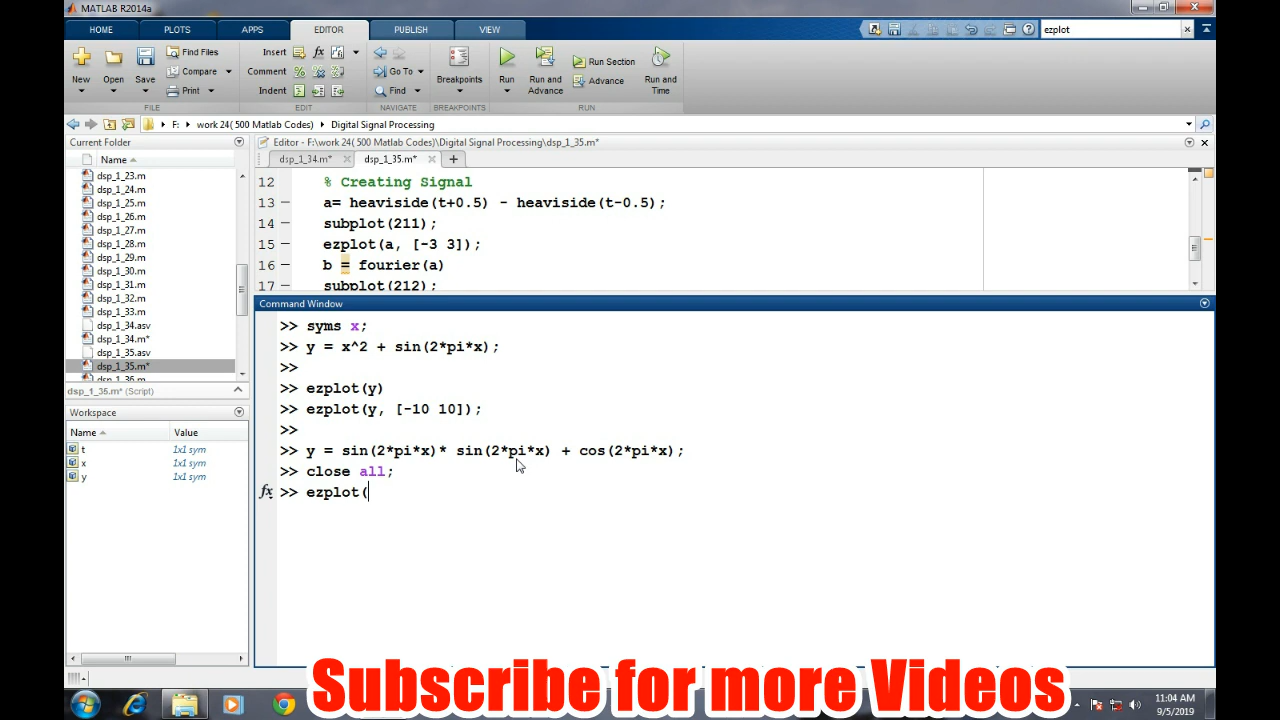 MATLAB R2014a
HOME PLOTS APPS EDITOR PUBLISH VIEW
ezplot
New Open Save
Find Files
Compare
Print
FILE
Insert
Comment
Indent
EDIT
Go To
Find
NAVIGATE
Breakpoints
BREAKPOINTS
Run
Run and Advance
Run Section
Advance
Run and Time
RUN
F: work 24( 500 Matlab Codes) Digital Signal Processing
Current Folder
Name
dsp_1_23.m
dsp_1_24.m
dsp_1_25.m
dsp_1_26.m
dsp_1_27.m
dsp_1_28.m
dsp_1_29.m
dsp_1_30.m
dsp_1_31.m
dsp_1_32.m
dsp_1_33.m
dsp_1_34.asv
dsp_1_34.m*
dsp_1_35.asv
dsp_1_35.m*
dsp_1_36.m
dsp_1_35.m* (Script)
Workspace
Name Value
t 1x1 sym
x 1x1 sym
y 1x1 sym
Editor - F:\work 24( 500 Matlab Codes)\Digital Signal Processing\dsp_1_35.m*
dsp_1_34.m* dsp_1_35.m*
12 % Creating Signal
13 a= heaviside(t+0.5) - heaviside(t-0.5);
14 subplot(211);
15 ezplot(a, [-3 3]);
16 b = fourier(a)
17 subplot(212);
Command Window
>> syms x;
>> y = x^2 + sin(2*pi*x);
>>
>> ezplot(y)
>> ezplot(y, [-10 10]);
>>
>> y = sin(2*pi*x)* sin(2*pi*x) + cos(2*pi*x);
>> close all;
fx >> ezplot(
Subscribe for more Videos
11:04 AM
9/5/2019